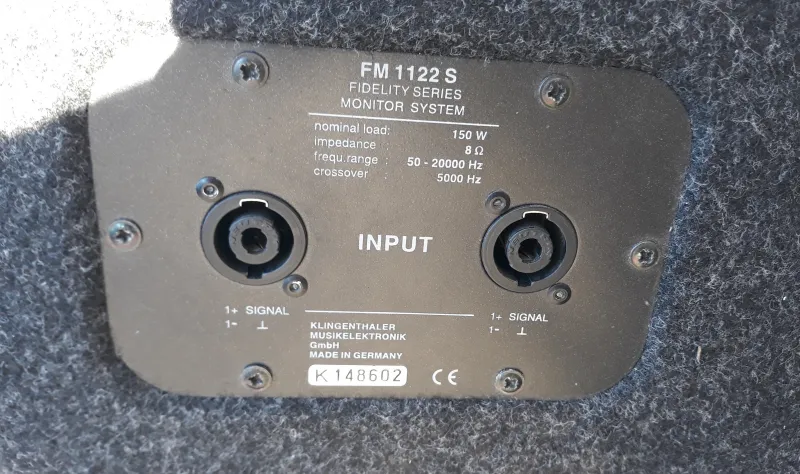 FM 1122 S
FIDELITY SERIES
MONITOR SYSTEM
nominal load: 150 W
impedance : 8 Ω
frequ.range : 50 - 20000 Hz
crossover : 5000 Hz
INPUT
1+ SIGNAL
1- ⊥
1+ SIGNAL
1- ⊥
KLINGENTHALER
MUSIKELEKTRONIK
GmbH
MADE IN GERMANY
K 148602
CE